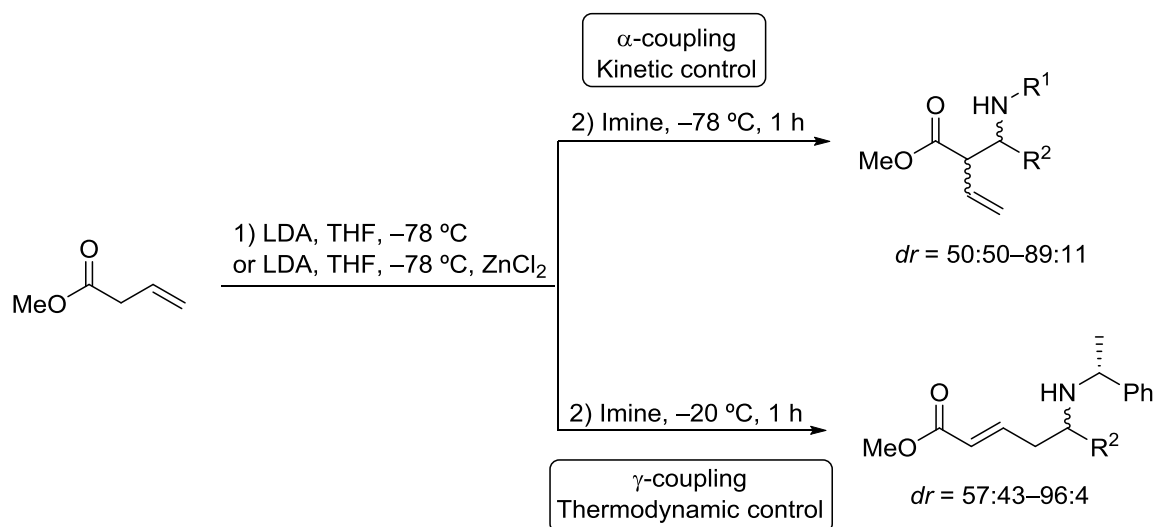 α-coupling
Kinetic control
2) Imine, –78 ºC, 1 h
O
MeO
HN
R¹
R²
dr = 50:50–89:11
1) LDA, THF, –78 ºC
or LDA, THF, –78 ºC, ZnCl₂
O
MeO
2) Imine, –20 ºC, 1 h
γ-coupling
Thermodynamic control
O
MeO
HN
Ph
R²
dr = 57:43–96:4